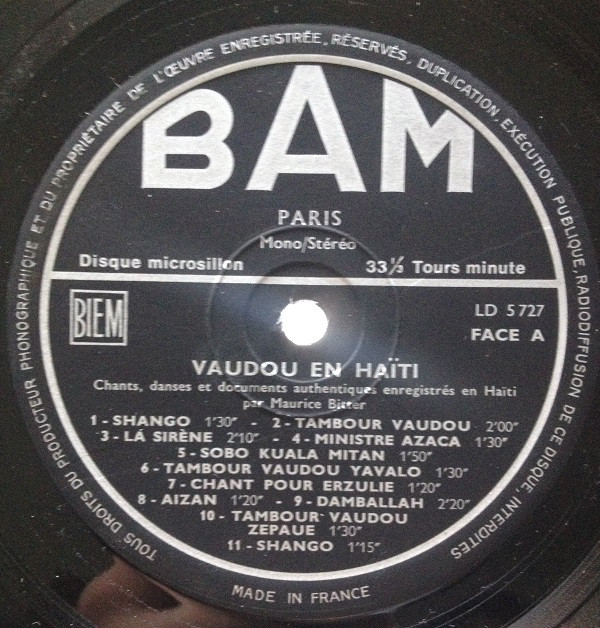 TOUS DROITS DU PRODUCTEUR PHONOGRAPHIQUE ET DU PROPRIÉTAIRE DE L'ŒUVRE ENREGISTRÉE, RÉSERVÉS, DUPLICATION, EXÉCUTION PUBLIQUE, RADIODIFFUSION DE CE DISQUE, INTERDITES
BAM
PARIS
Mono/Stéréo
Disque microsillon 33⅓ Tours minute
BIEM
LD 5727
FACE A
VAUDOU EN HAÏTI
Chants, danses et documents authentiques enregistrés en Haïti
par Maurice Bitter
1 - SHANGO 1'30" - 2 - TAMBOUR VAUDOU 2'00"
3 - LÁ SIRÈNE 2'10" - 4 - MINISTRE AZACA 1'30"
5 - SOBO KUALA MITAN 1'50"
6 - TAMBOUR VAUDOU YAVALO 1'30"
7 - CHANT POUR ERZULIE 1'20"
8 - AIZAN 1'20" - 9 - DAMBALLAH 2'20"
10 - TAMBOUR VAUDOU
ZEPAUE 1'30"
11 - SHANGO 1'15"
MADE IN FRANCE